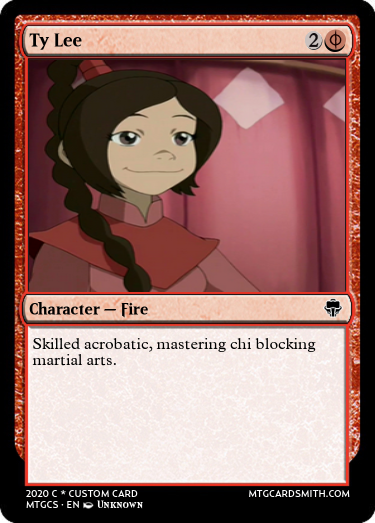 Ty Lee 2
Character — Fire
Skilled acrobatic, mastering chi blocking
martial arts.
2020 C * CUSTOM CARD
MTGCS · EN UNKNOWN
MTGCARDSMITH.COM